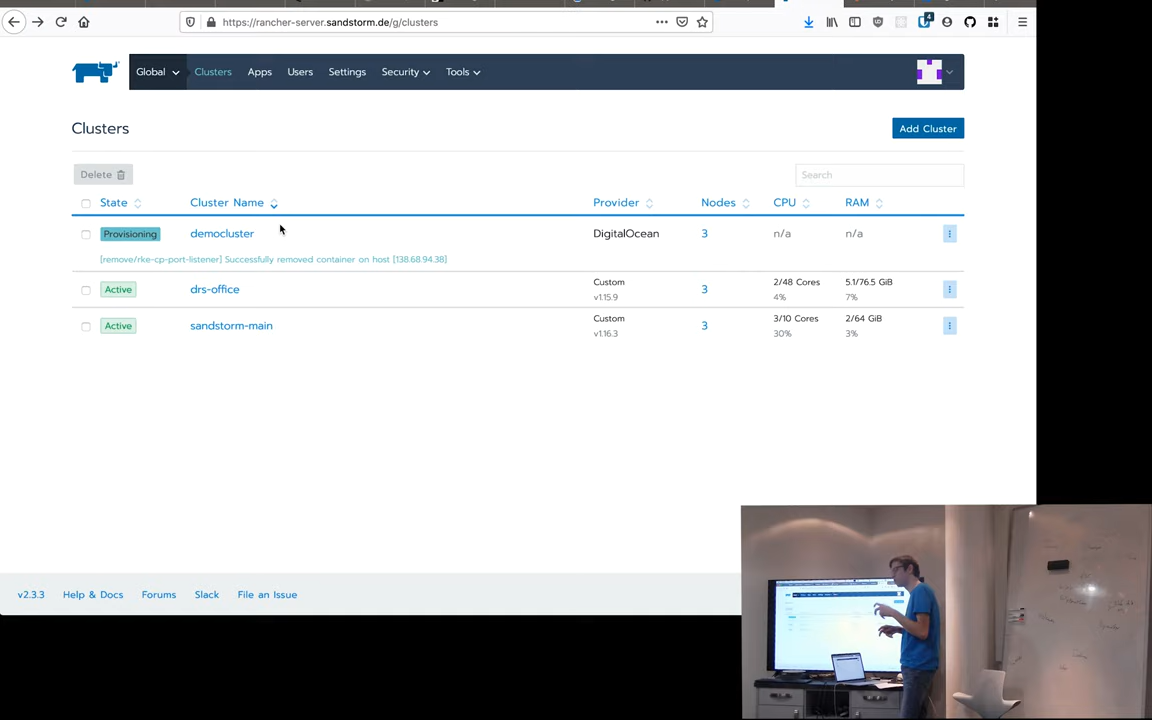 https://rancher-server.sandstorm.de/g/clusters
4
Global Clusters Apps Users Settings Security Tools
Clusters
Add Cluster
Delete
Search
State Cluster Name Provider Nodes CPU RAM
Provisioning democluster DigitalOcean 3 n/a n/a
[remove/rke-cp-port-listener] Successfully removed container on host [138.68.94.38]
Active drs-office Custom 3 2/48 Cores 5.1/76.5 GiB
v1.15.9 4% 7%
Active sandstorm-main Custom 3 3/10 Cores 2/64 GiB
v1.16.3 30% 3%
v2.3.3 Help & Docs Forums Slack File an Issue